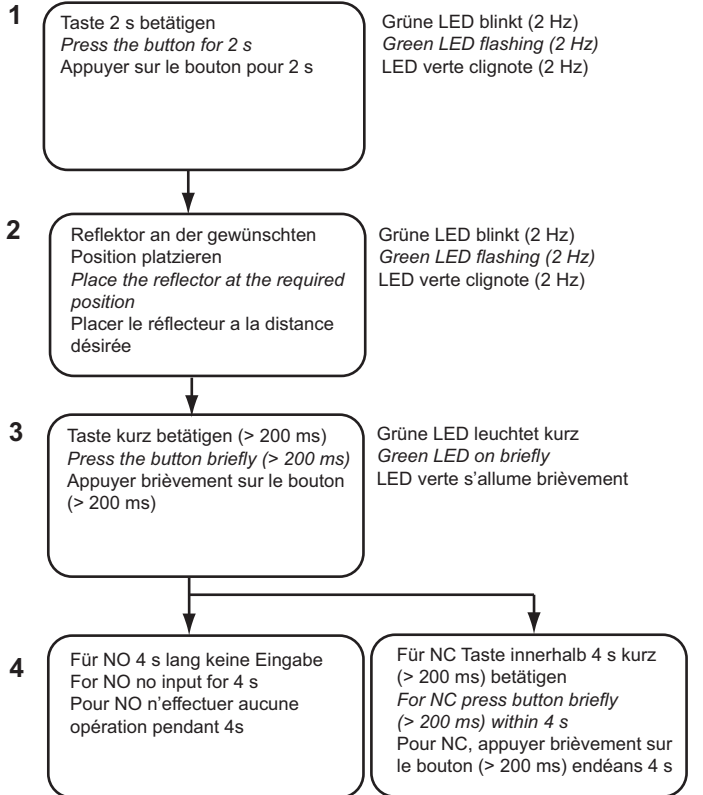 1
Taste 2 s betätigen
Press the button for 2 s
Appuyer sur le bouton pour 2 s
Grüne LED blinkt (2 Hz)
Green LED flashing (2 Hz)
LED verte clignote (2 Hz)
2
Reflektor an der gewünschten
Position platzieren
Place the reflector at the required
position
Placer le réflecteur a la distance
désirée
Grüne LED blinkt (2 Hz)
Green LED flashing (2 Hz)
LED verte clignote (2 Hz)
3
Taste kurz betätigen (> 200 ms)
Press the button briefly (> 200 ms)
Appuyer brièvement sur le bouton
(> 200 ms)
Grüne LED leuchtet kurz
Green LED on briefly
LED verte s’allume brièvement
4
Für NO 4 s lang keine Eingabe
For NO no input for 4 s
Pour NO n’effectuer aucune
opération pendant 4s
Für NC Taste innerhalb 4 s kurz
(> 200 ms) betätigen
For NC press button briefly
(> 200 ms) within 4 s
Pour NC, appuyer brièvement sur
le bouton (> 200 ms) endéans 4 s